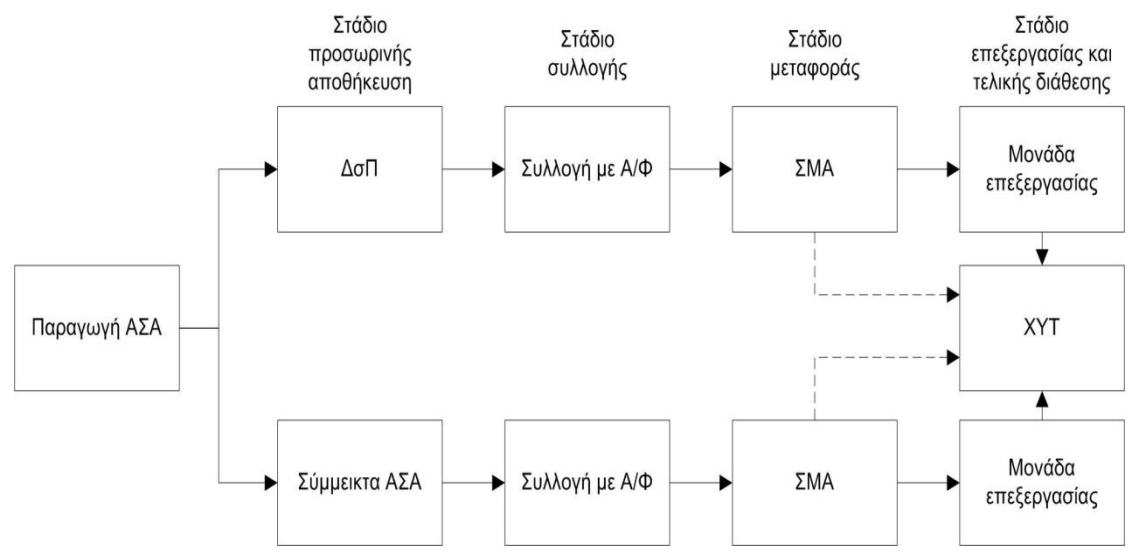 Στάδιο
προσωρινής
αποθήκευση
Στάδιο
συλλογής
Στάδιο
μεταφοράς
Στάδιο
επεξεργασίας και
τελικής διάθεσης
ΔσΠ
Συλλογή με Α/Φ
ΣΜΑ
Μονάδα
επεξεργασίας
Παραγωγή ΑΣΑ
ΧΥΤ
Σύμμεικτα ΑΣΑ
Συλλογή με Α/Φ
ΣΜΑ
Μονάδα
επεξεργασίας